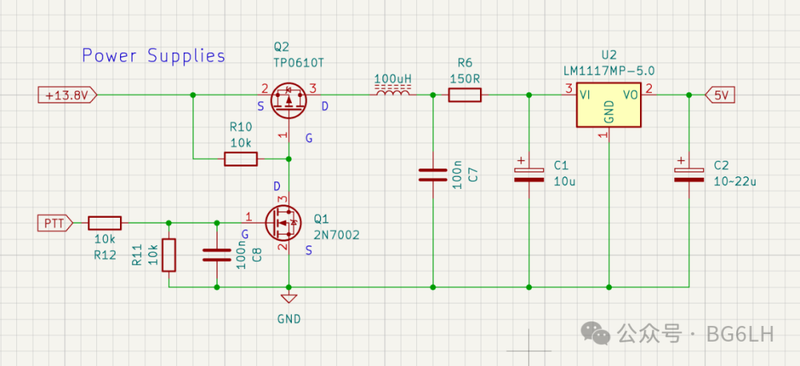 Power Supplies
Q2
TP0610T
+13.8V
2
3
S
D
1
G
R10
10k
100uH
R6
150R
U2
LM1117MP-5.0
3
VI
VO
2
GND
1
5V
C7
100n
+
C1
10u
+
C2
10-22u
D
3
PTT
10k
R12
R11
10k
100n
C8
1
G
Q1
2N7002
2
S
GND
公众号 · BG6LH